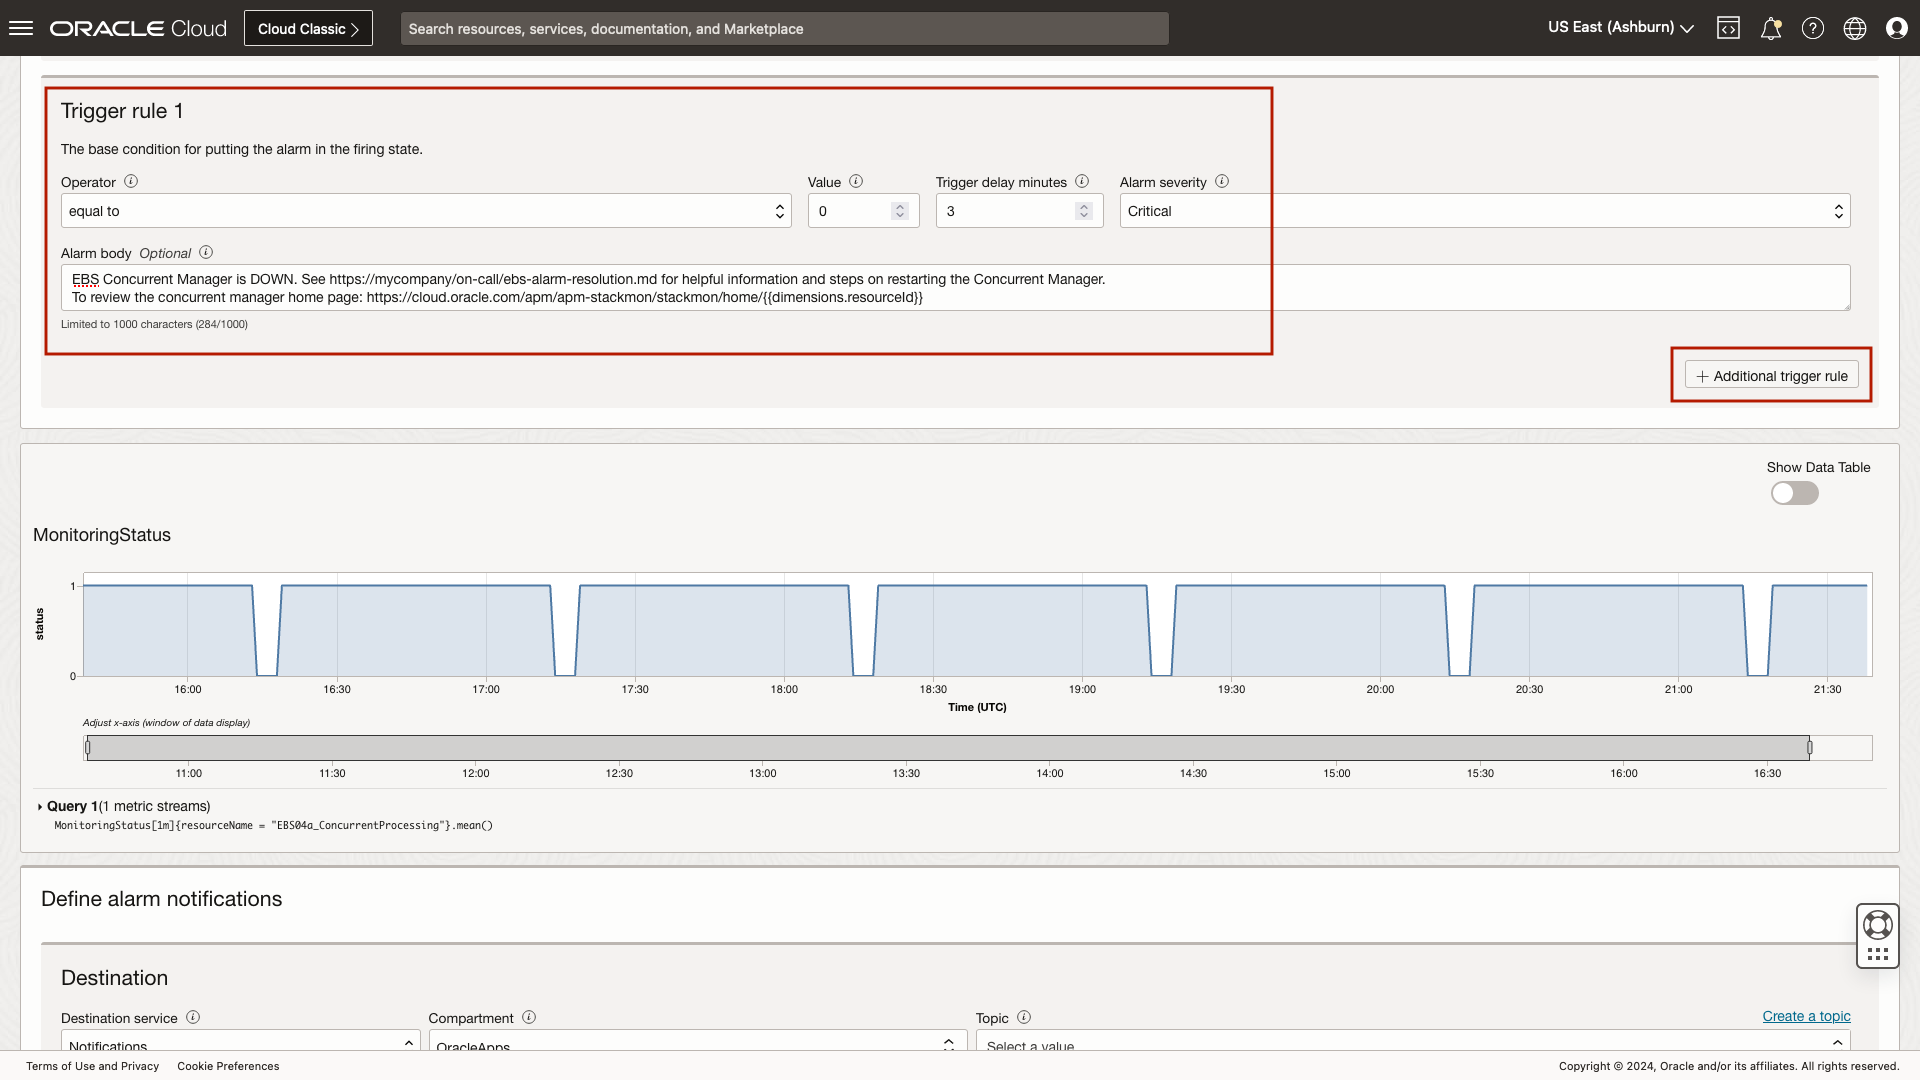 ORACLE Cloud
Cloud Classic
Search resources, services, documentation, and Marketplace
US East (Ashburn)
Trigger rule 1
The base condition for putting the alarm in the firing state.
Operator
Value
Trigger delay minutes
Alarm severity
equal to
0
3
Critical
Alarm body Optional
EBS Concurrent Manager is DOWN. See https://mycompany/on-call/ebs-alarm-resolution.md for helpful information and steps on restarting the Concurrent Manager.
To review the concurrent manager home page: https://cloud.oracle.com/apm/apm-stackmon/stackmon/home/{{dimensions.resourceId}}
Limited to 1000 characters (284/1000)
+ Additional trigger rule
Show Data Table
MonitoringStatus
1
status
0
16:00 16:30 17:00 17:30 18:00 18:30 19:00 19:30 20:00 20:30 21:00 21:30
Time (UTC)
Adjust x-axis (window of data display)
11:00 11:30 12:00 12:30 13:00 13:30 14:00 14:30 15:00 15:30 16:00 16:30
Query 1(1 metric streams)
MonitoringStatus[1m]{resourceName = "EBS04a_ConcurrentProcessing"}.mean()
Define alarm notifications
Destination
Destination service
Compartment
Topic
Create a topic
Notifications
OracleApps
Select a value
Terms of Use and Privacy
Cookie Preferences
Copyright © 2024, Oracle and/or its affiliates. All rights reserved.